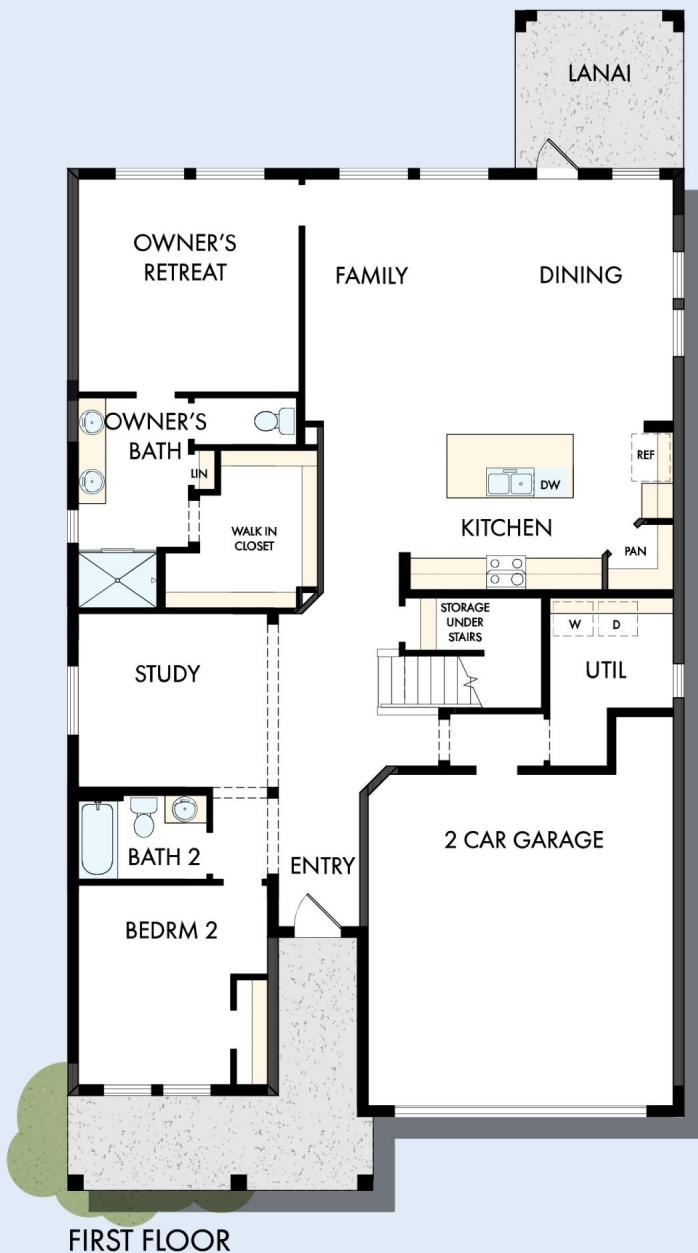 LANAI
OWNER'S
RETREAT
FAMILY
DINING
OWNER'S
BATH
LIN
WALK IN
CLOSET
REF
DW
KITCHEN
PAN
STORAGE
UNDER
STAIRS
W
D
UTIL
STUDY
BATH 2
ENTRY
2 CAR GARAGE
BEDRM 2
FIRST FLOOR